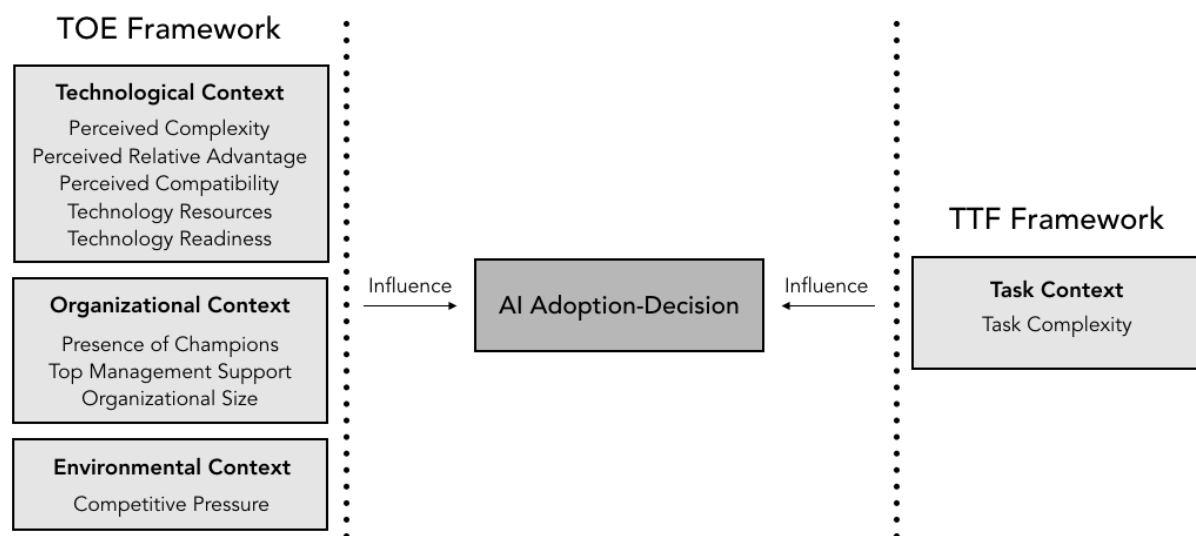 TOE Framework
Technological Context
Perceived Complexity
Perceived Relative Advantage
Perceived Compatibility
Technology Resources
Technology Readiness
Organizational Context
Presence of Champions
Top Management Support
Organizational Size
Environmental Context
Competitive Pressure
Influence
AI Adoption-Decision
Influence
TTF Framework
Task Context
Task Complexity